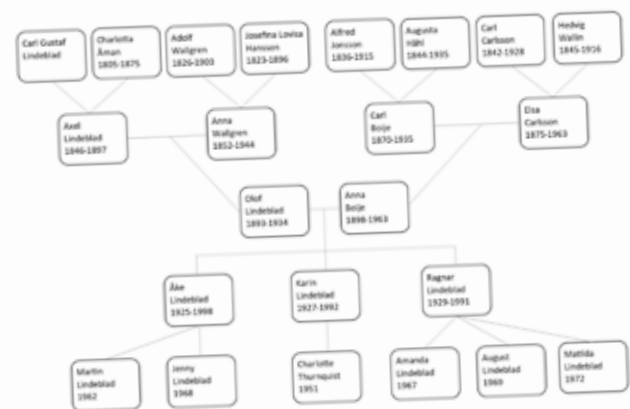 Carl Gustaf
Lindeblad
Charlotta
Åman
1805-1875
Adolf
Wallgren
1826-1903
Josefina Lovisa
Hansson
1823-1896
Alfred
Jonsson
1836-1915
Augusta
1844-1935
Carl
Carlsson
1842-1928
Hedvig
Wallin
1845-1916
Axel
Lindeblad
1846-1897
Anna
Wallgren
1852-1944
Carl
Boije
1870-1935
Elsa
Carlsson
1875-1963
Olof
Lindeblad
1893-1934
Anna
Boije
1898-1963
Åke
Lindeblad
1925-1998
Karin
Lindeblad
1927-1992
Ragnar
Lindeblad
1929-1991
Martin
Lindeblad
1962
Jenny
Lindeblad
1968
Charlotte
Thurnquist
1951
Amanda
Lindeblad
1967
August
Lindeblad
1969
Matilda
Lindeblad
1972